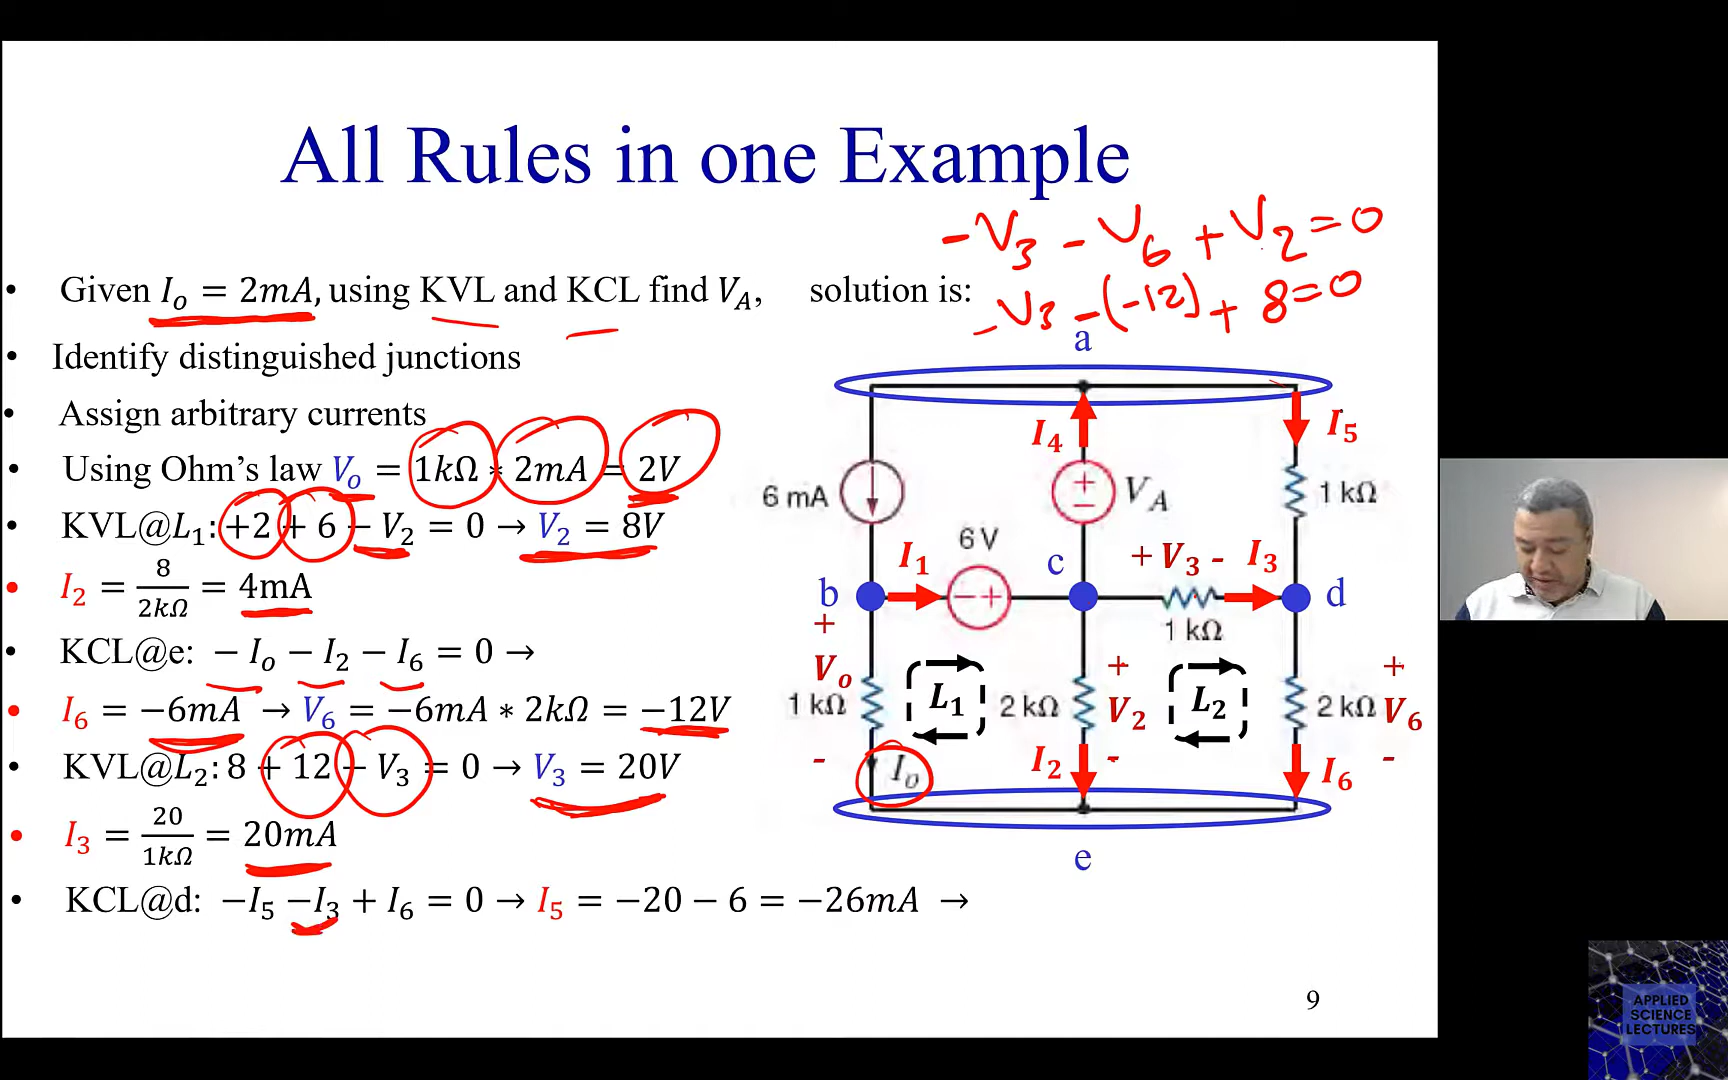 All Rules in one Example
-V₃ - V₆ + V₂ = 0
• Given Iₒ = 2mA, using KVL and KCL find V_A, solution is:
-V₃ - (-12) + 8 = 0
• Identify distinguished junctions
• Assign arbitrary currents
• Using Ohm's law Vₒ = 1kΩ * 2mA = 2V
• KVL@L₁: +2 + 6 − V₂ = 0 → V₂ = 8V
• I₂ = 8/2kΩ = 4mA
• KCL@e: −Iₒ − I₂ − I₆ = 0 →
• I₆ = −6mA → V₆ = −6mA ∗ 2kΩ = −12V
• KVL@L₂: 8 + 12 − V₃ = 0 → V₃ = 20V
• I₃ = 20/1kΩ = 20mA
• KCL@d: −I₅ −I₃ + I₆ = 0 → I₅ = −20 − 6 = −26mA →
a
I₄
I₅
6 mA
+ −
V_A
1 kΩ
6V
I₁
c
+ V₃ -
I₃
b
− +
d
1 kΩ
+
Vₒ
1 kΩ
-
L₁
2 kΩ
+
V₂
-
L₂
2 kΩ
+
V₆
-
Iₒ
I₂
I₆
e
9
APPLIED
SCIENCE
LECTURES